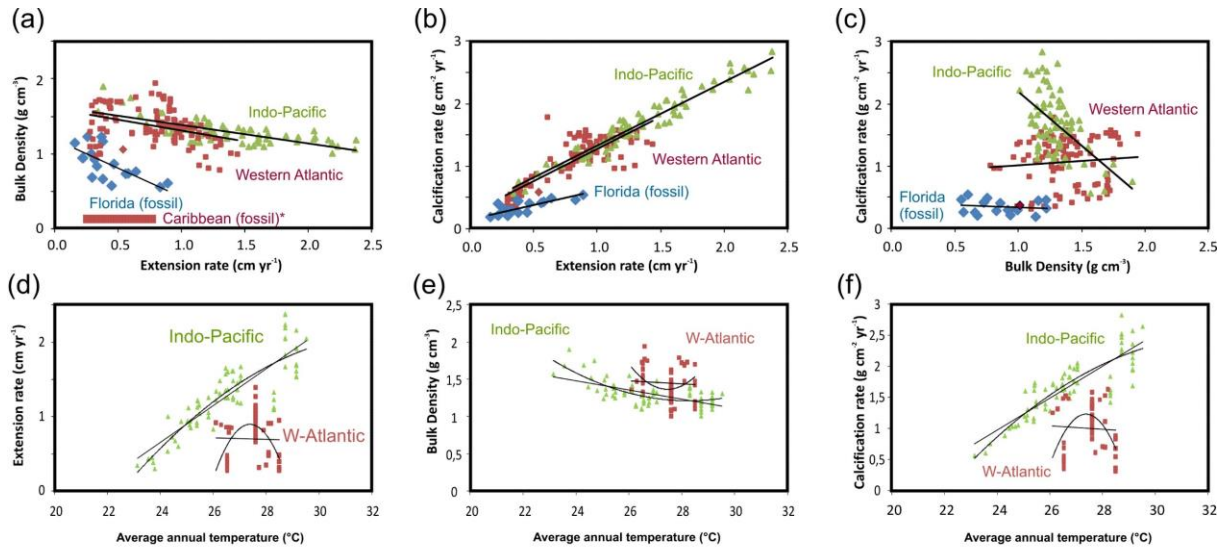 (a)
Bulk Density (g cm⁻³)
2
1
0
0.0 0.5 1.0 1.5 2.0 2.5
Extension rate (cm yr⁻¹)
Indo-Pacific
Western Atlantic
Florida (fossil)
Caribbean (fossil)*
(b)
Calcification rate (g cm⁻² yr⁻¹)
3
2
1
0
0.0 0.5 1.0 1.5 2.0 2.5
Extension rate (cm yr⁻¹)
Indo-Pacific
Western Atlantic
Florida (fossil)
(c)
Calcification rate (g cm⁻² yr⁻¹)
3
2
1
0
0.0 0.5 1.0 1.5 2.0 2.5
Bulk Density (g cm⁻³)
Indo-Pacific
Western Atlantic
Florida
(fossil)
(d)
Extension rate (cm yr⁻¹)
2
1
0
20 22 24 26 28 30 32
Average annual temperature (°C)
Indo-Pacific
W-Atlantic
(e)
Bulk Density (g cm⁻³)
2,5
2
1,5
1
0,5
0
20 22 24 26 28 30 32
Average annual temperature (°C)
Indo-Pacific
W-Atlantic
(f)
Calcification rate (g cm⁻² yr⁻¹)
3
2,5
2
1,5
1
0,5
0
20 22 24 26 28 30 32
Average annual temperature (°C)
Indo-Pacific
W-Atlantic